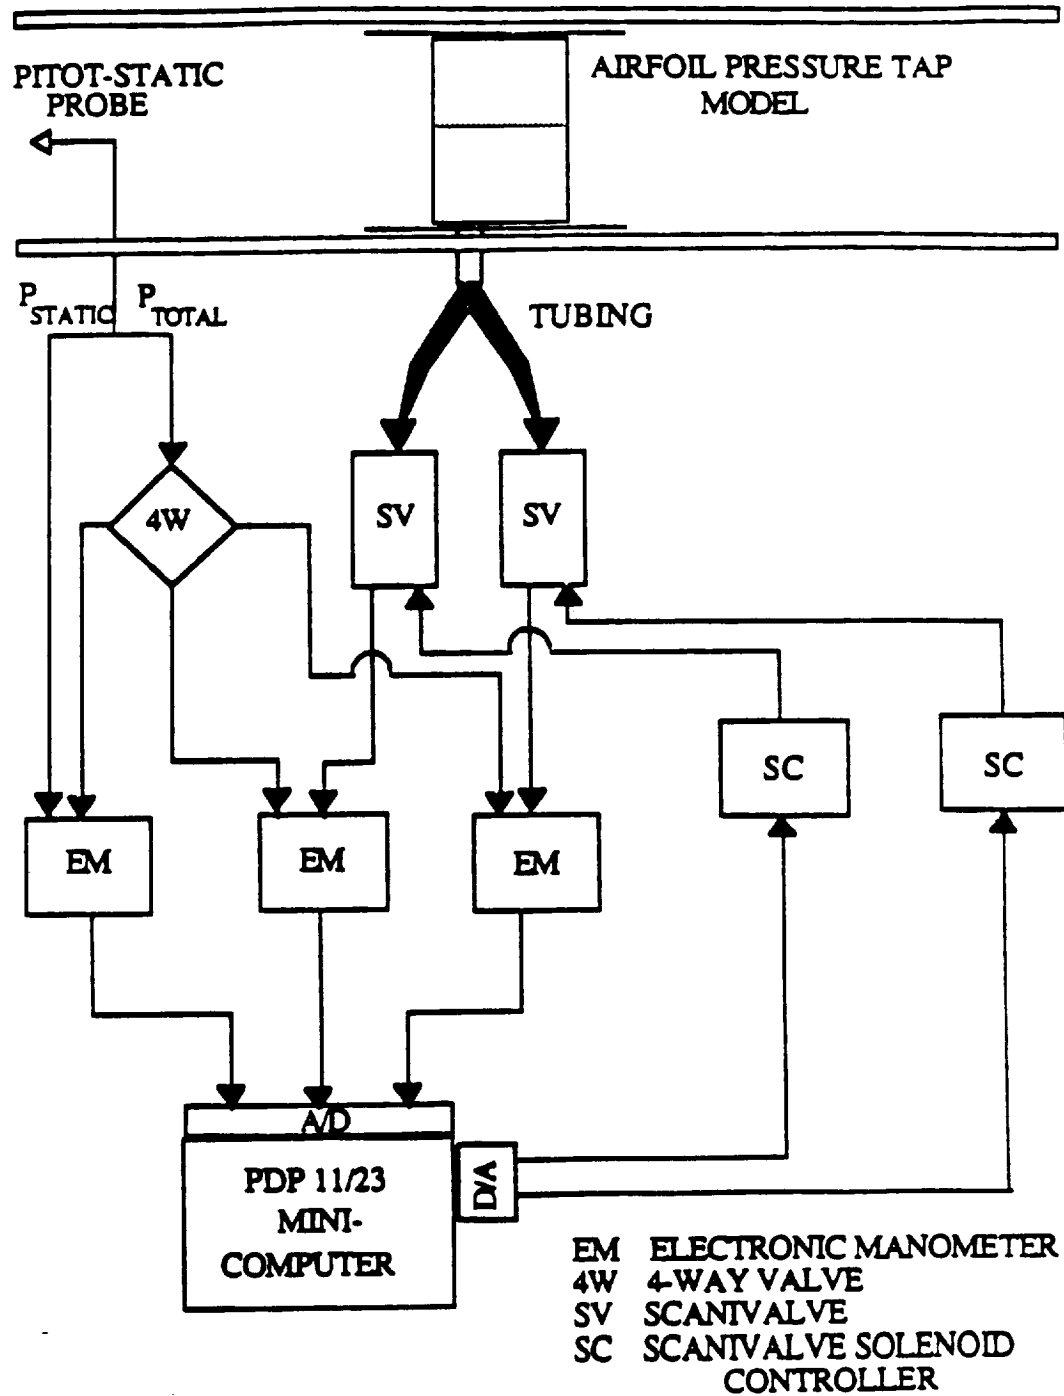 PITOT-STATIC
PROBE
AIRFOIL PRESSURE TAP
MODEL
P STATIC
P TOTAL
TUBING
4W
SV
SV
SC
SC
EM
EM
EM
A/D
PDP 11/23
MINI-
COMPUTER
D/A
EM ELECTRONIC MANOMETER
4W 4-WAY VALVE
SV SCANIVALVE
SC SCANIVALVE SOLENOID
CONTROLLER